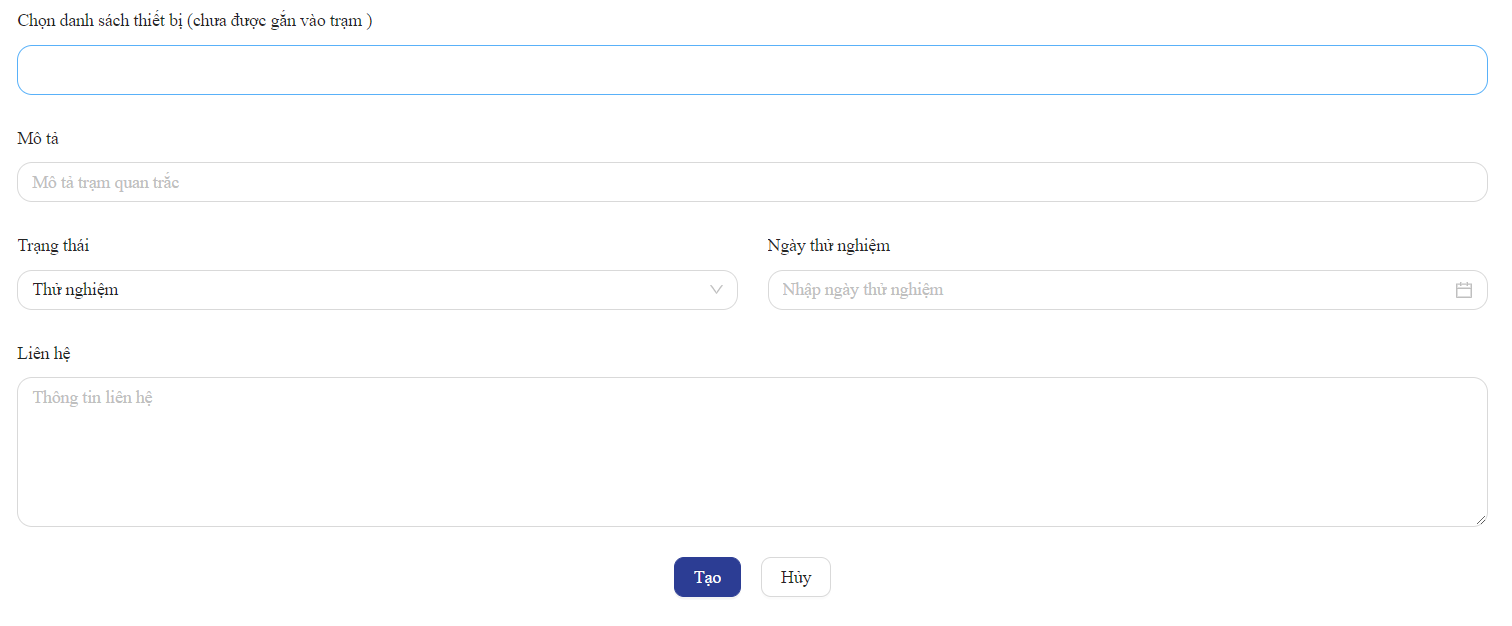 Chọn danh sách thiết bị (chưa được gắn vào trạm )
Mô tả
Mô tả trạm quan trắc
Trạng thái
Ngày thử nghiệm
Thử nghiệm
Nhập ngày thử nghiệm
Liên hệ
Thông tin liên hệ
Tạo
Hủy